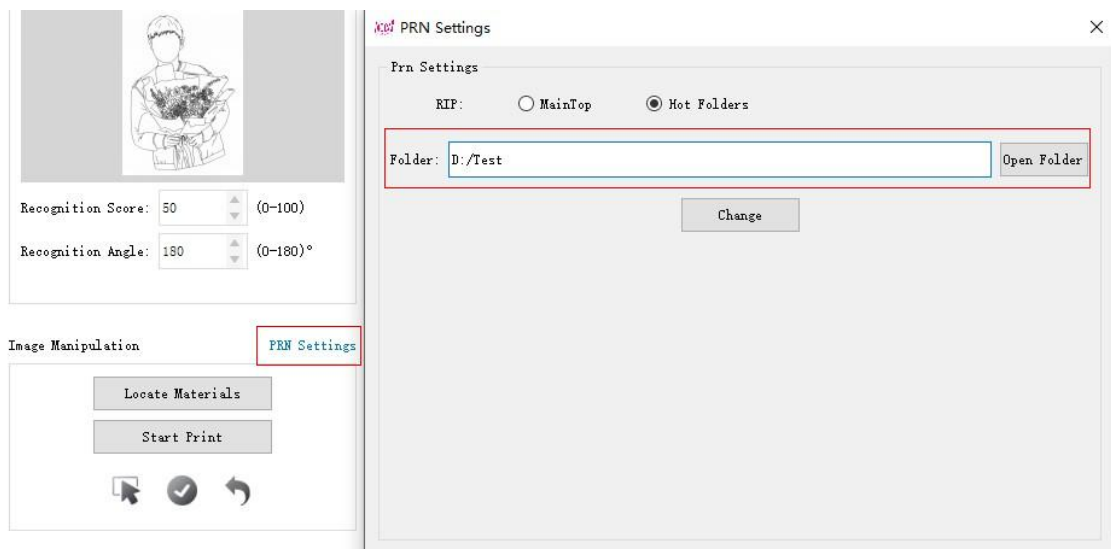 PRN Settings
Prn Settings
RIP: MainTop Hot Folders
Folder: D:/Test Open Folder
Change
Recognition Score: 50 (0-100)
Recognition Angle: 180 (0-180)°
Image Manipulation PRN Settings
Locate Materials
Start Print